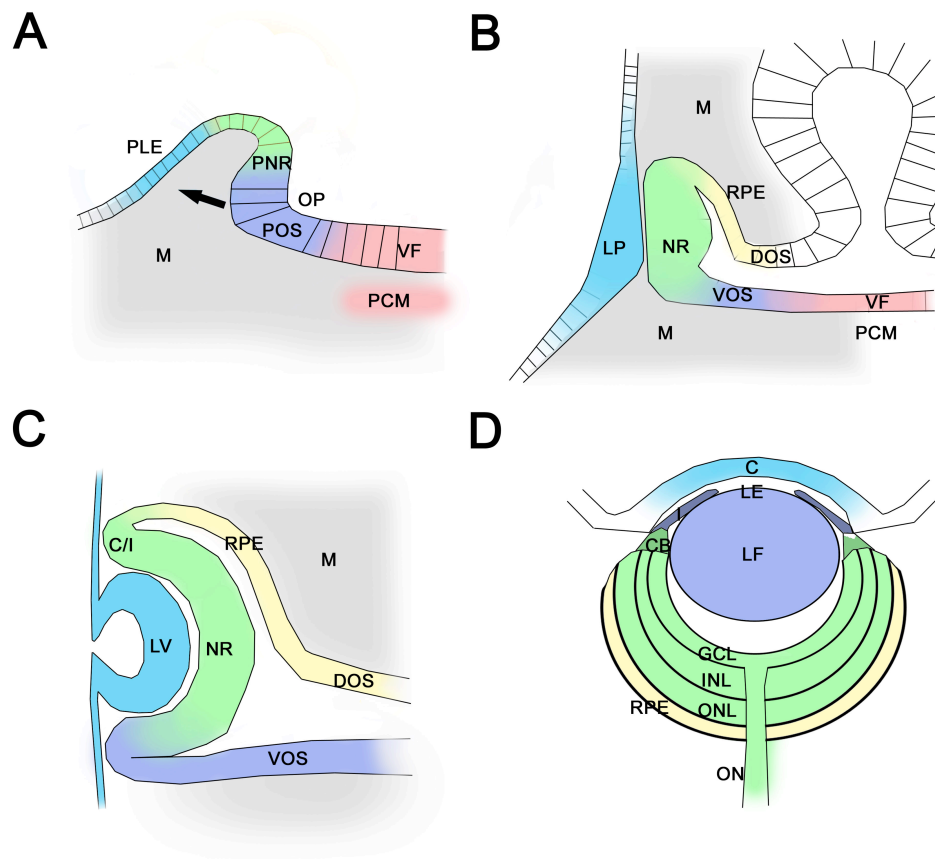 A
PLE
PNR
OP
POS
M
VF
PCM
B
M
RPE
LP
NR
DOS
VOS
VF
M
PCM
C
C/I
RPE
M
LV
NR
DOS
VOS
D
C
LE
I
CB
LF
GCL
INL
RPE
ONL
ON